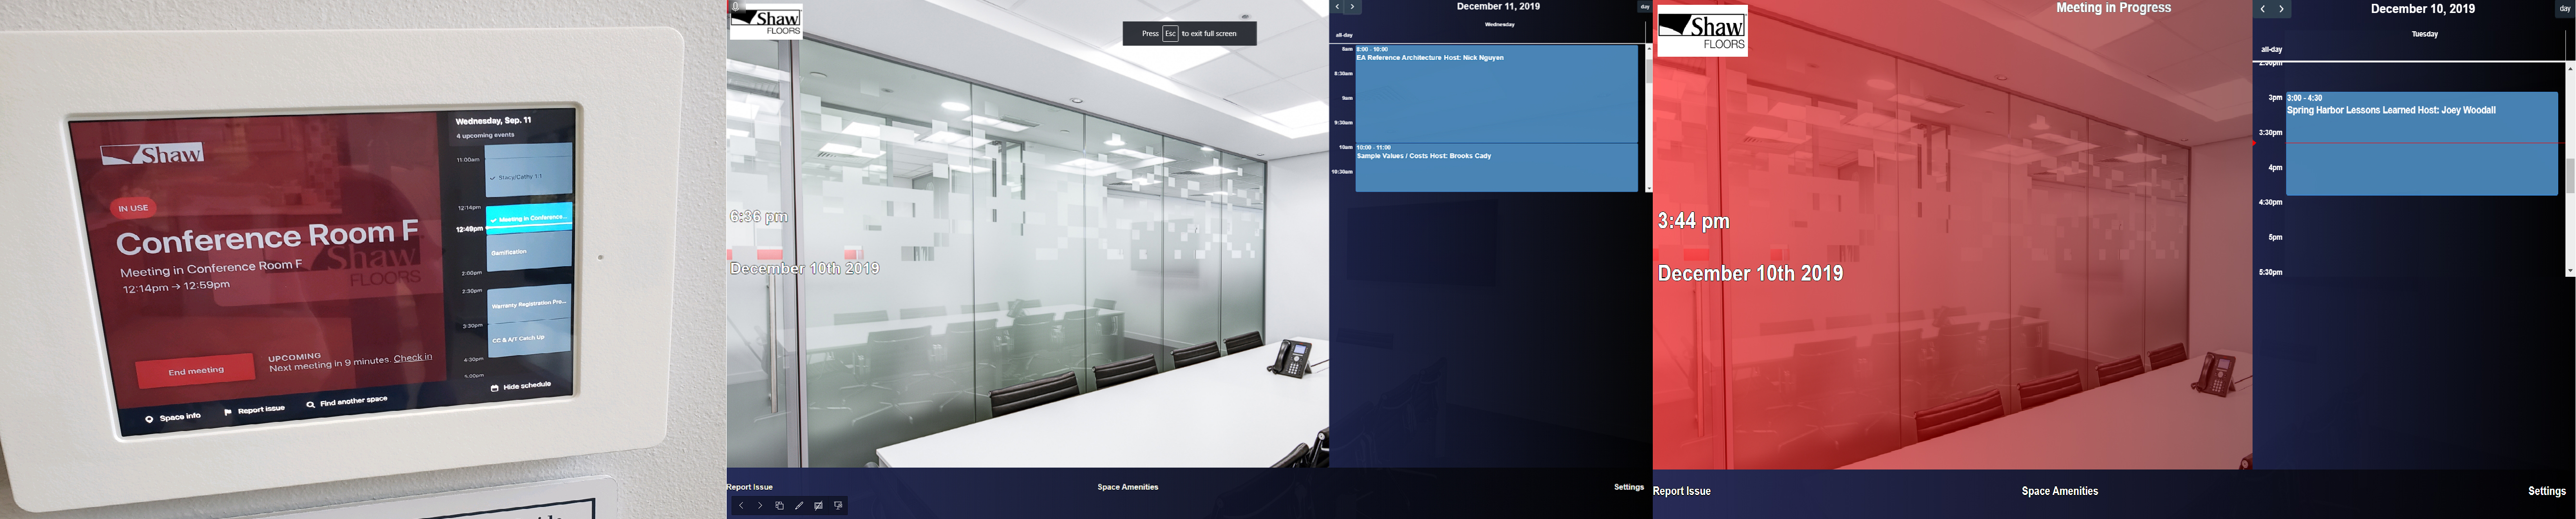 Shaw
IN USE
Conference Room F
Meeting in Conference Room F
12:14pm → 12:59pm
Shaw
FLOORS
End meeting
UPCOMING
Next meeting in 9 minutes. Check in
Space info
Report issue
Find another space
Wednesday, Sep. 11
4 upcoming events
11:00am
✓ Stacy/Cathy 1:1
12:14pm
✓ Meeting in Conference...
12:49pm
Gamification
2:00pm
2:30pm
Warranty Registration Pro...
3:30pm
CC & A/T Catch Up
4:30pm
5:00pm
Hide schedule
Shaw
FLOORS
Press Esc to exit full screen
6:36 pm
December 10th 2019
December 11, 2019
day
Wednesday
all-day
8am
8:00 - 10:00
EA Reference Architecture Host: Nick Nguyen
8:30am
9am
9:30am
10am
10:00 - 11:00
Sample Values / Costs Host: Brooks Cady
10:30am
Report Issue
Space Amenities
Settings
Shaw
FLOORS
Meeting in Progress
3:44 pm
December 10th 2019
December 10, 2019
day
Tuesday
all-day
2:30pm
3pm
3:00 - 4:30
Spring Harbor Lessons Learned Host: Joey Woodall
3:30pm
4pm
4:30pm
5pm
5:30pm
Report Issue
Space Amenities
Settings